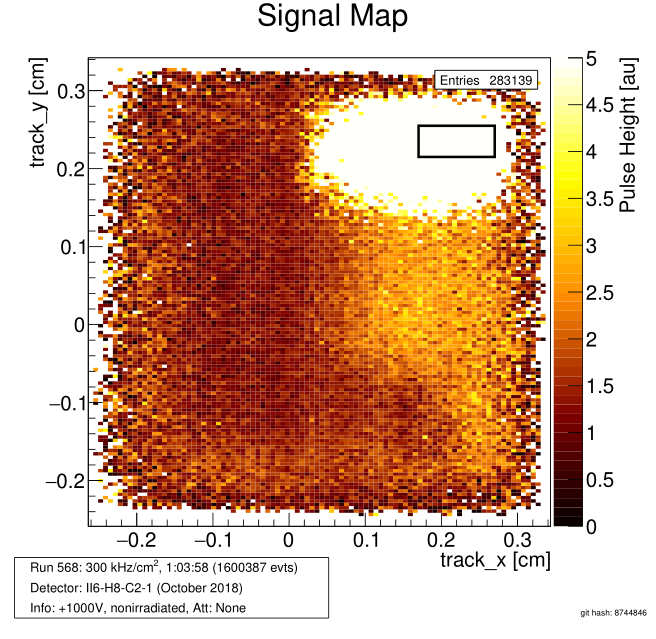 Signal Map
Entries 283139
track_y [cm]
0.3
0.2
0.1
0
−0.1
−0.2
−0.2
−0.1
0
0.1
0.2
0.3
track_x [cm]
5
4.5
4
3.5
3
2.5
2
1.5
1
0.5
0
Pulse Height [au]
Run 568: 300 kHz/cm², 1:03:58 (1600387 evts)
Detector: II6-H8-C2-1 (October 2018)
Info: +1000V, nonirradiated, Att: None
git hash: 8744846